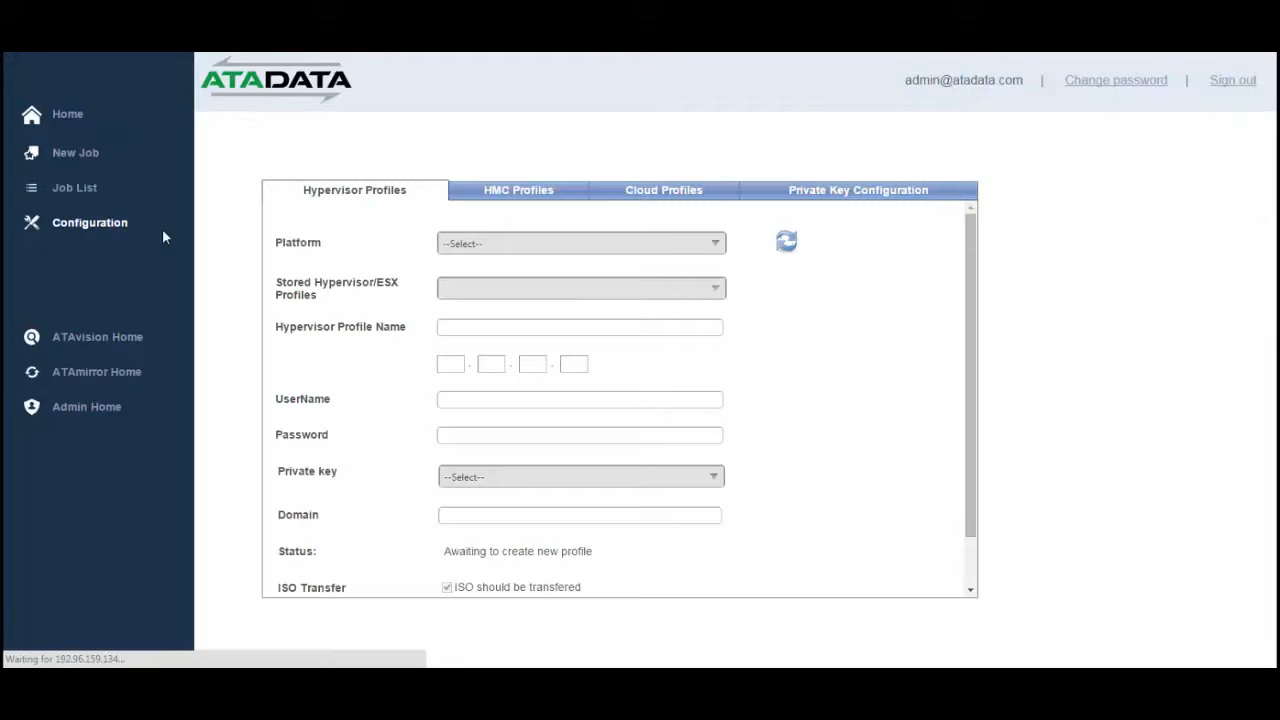 ATADATA
admin@atadata.com | Change password | Sign out
Home
New Job
Job List
Configuration
ATAvision Home
ATAmirror Home
Admin Home
Hypervisor Profiles
HMC Profiles
Cloud Profiles
Private Key Configuration
Platform
--Select--
Stored Hypervisor/ESX
Profiles
Hypervisor Profile Name
UserName
Password
Private key
--Select--
Domain
Status:
Awaiting to create new profile
ISO Transfer
ISO should be transfered
Waiting for 192.96.159.134...